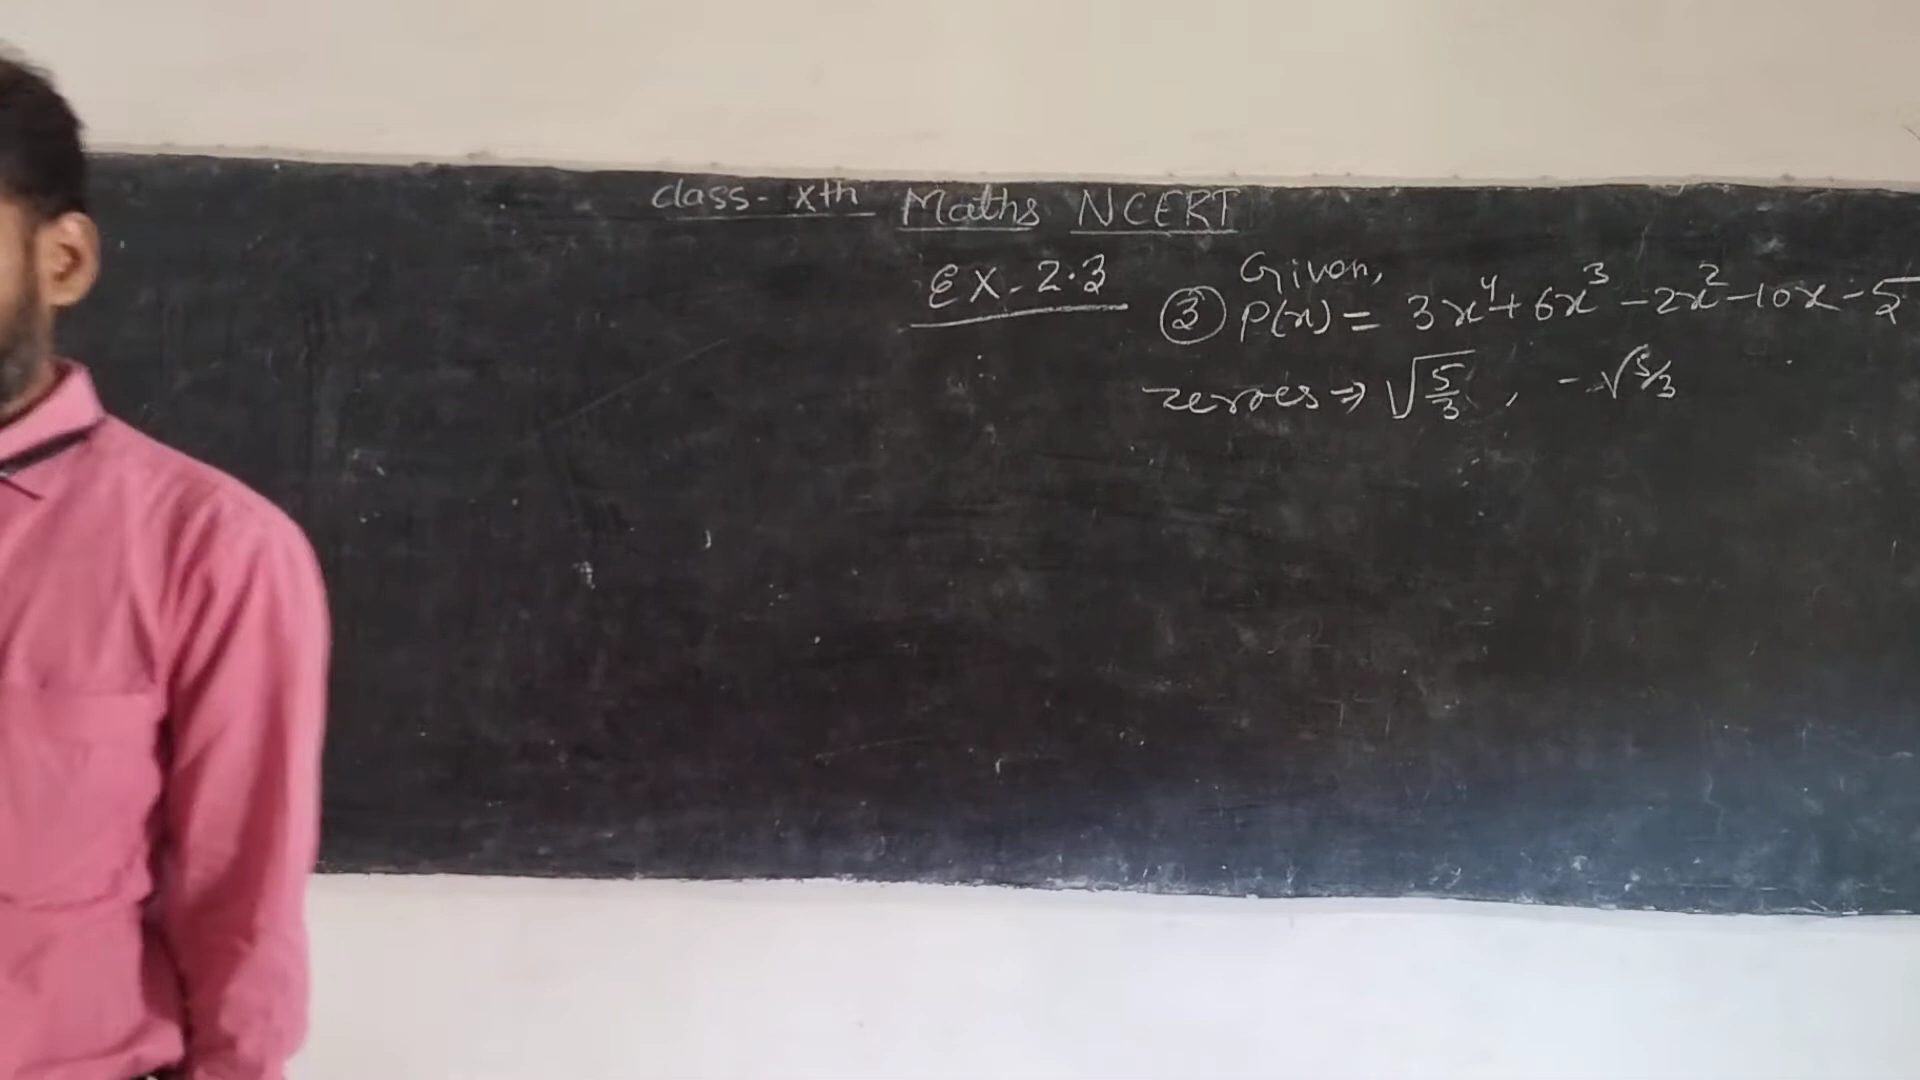 class- xth Maths NCERT
EX-2.3
Given,
③ P(x) = 3x⁴+6x³-2x²-10x-5
zeroes ⇒ √5/3 , -√5/3